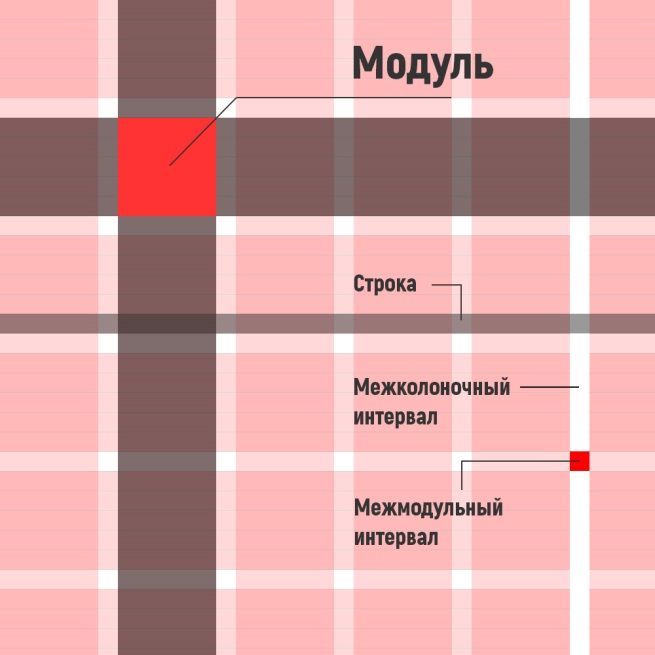 Модуль
Строка
Межколоночный
интервал
Межмодульный
интервал